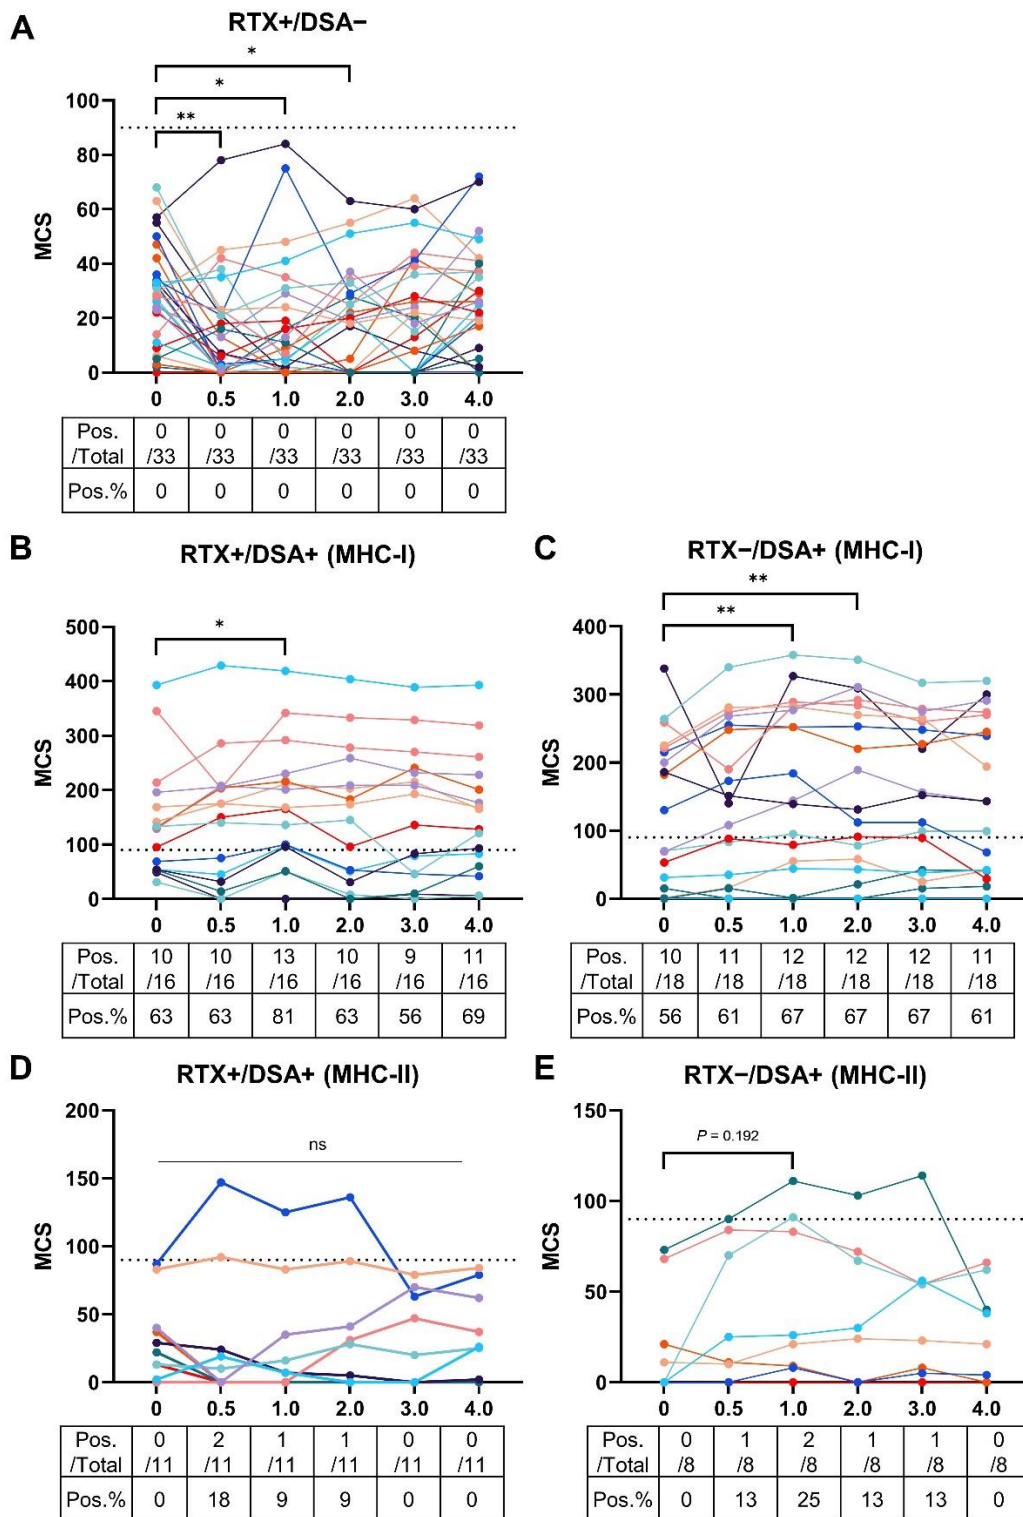 A
RTX+/DSA−
*
*
**
100
80
60
40
20
0
MCS
0 0.5 1.0 2.0 3.0 4.0
Pos. 0 0 0 0 0 0
/Total /33 /33 /33 /33 /33 /33
Pos.% 0 0 0 0 0 0
B
RTX+/DSA+ (MHC-I)
*
500
400
300
200
100
0
MCS
0 0.5 1.0 2.0 3.0 4.0
Pos. 10 10 13 10 9 11
/Total /16 /16 /16 /16 /16 /16
Pos.% 63 63 81 63 56 69
C
RTX−/DSA+ (MHC-I)
**
**
400
300
200
100
0
MCS
0 0.5 1.0 2.0 3.0 4.0
Pos. 10 11 12 12 12 11
/Total /18 /18 /18 /18 /18 /18
Pos.% 56 61 67 67 67 61
D
RTX+/DSA+ (MHC-II)
ns
200
150
100
50
0
MCS
0 0.5 1.0 2.0 3.0 4.0
Pos. 0 2 1 1 0 0
/Total /11 /11 /11 /11 /11 /11
Pos.% 0 18 9 9 0 0
E
RTX−/DSA+ (MHC-II)
P = 0.192
150
100
50
0
MCS
0 0.5 1.0 2.0 3.0 4.0
Pos. 0 1 2 1 1 0
/Total /8 /8 /8 /8 /8 /8
Pos.% 0 13 25 13 13 0